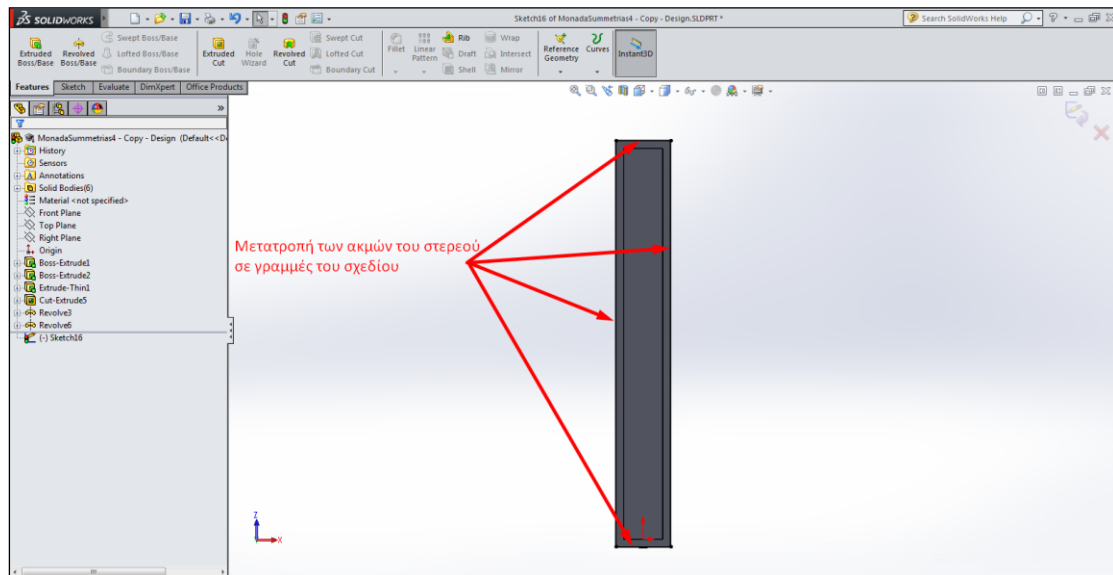 SOLIDWORKS
Sketch16 of MonadaSummetrias4 - Copy - Design.SLDPRT *
Search SolidWorks Help
Extruded Boss/Base
Revolved Boss/Base
Swept Boss/Base
Lofted Boss/Base
Boundary Boss/Base
Extruded Cut
Hole Wizard
Revolved Cut
Swept Cut
Lofted Cut
Boundary Cut
Fillet
Linear Pattern
Rib
Draft
Shell
Wrap
Intersect
Mirror
Reference Geometry
Curves
Instant3D
Features
Sketch
Evaluate
DimXpert
Office Products
MonadaSummetrias4 - Copy - Design (Default<<D
History
Sensors
Annotations
Solid Bodies(6)
Material <not specified>
Front Plane
Top Plane
Right Plane
Origin
Boss-Extrude1
Boss-Extrude2
Extrude-Thin1
Cut-Extrude5
Revolve3
Revolve6
(-) Sketch16
Μετατροπή των ακμών του στερεού
σε γραμμές του σχεδίου
Z
X